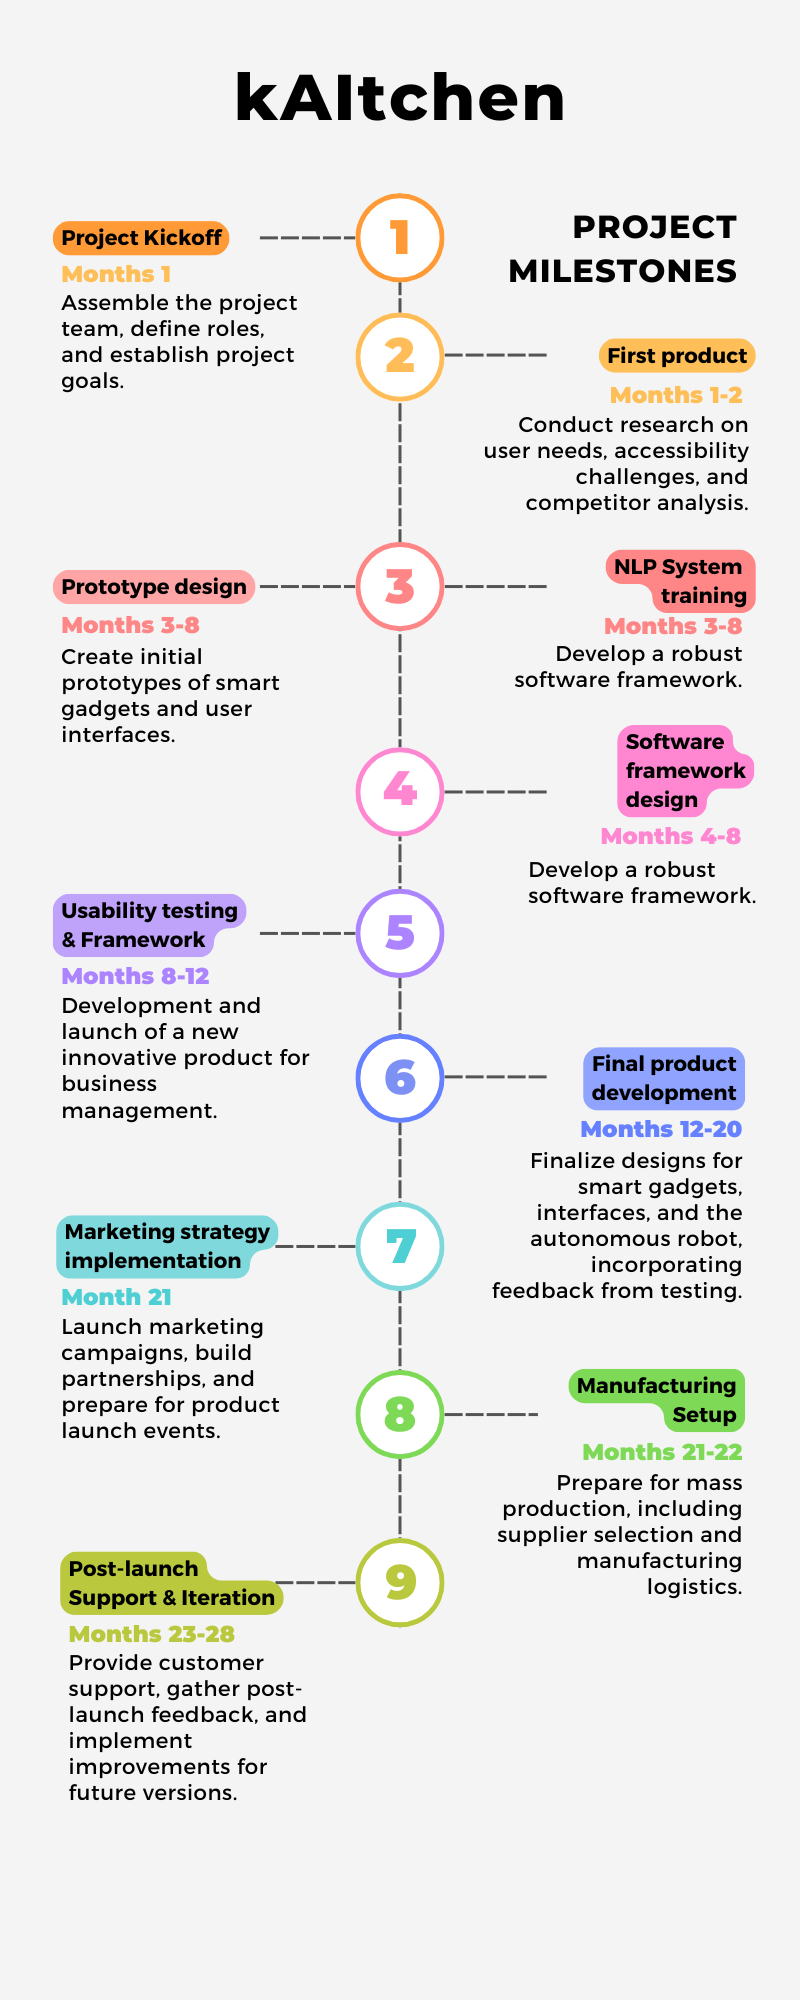 kAItchen
PROJECT
MILESTONES
1
Project Kickoff
Months 1
Assemble the project
team, define roles,
and establish project
goals.
2
First product
Months 1-2
Conduct research on
user needs, accessibility
challenges, and
competitor analysis.
3
Prototype design
Months 3-8
Create initial
prototypes of smart
gadgets and user
interfaces.
NLP System
training
Months 3-8
Develop a robust
software framework.
4
Software
framework
design
Months 4-8
Develop a robust
software framework.
5
Usability testing
& Framework
Months 8-12
Development and
launch of a new
innovative product for
business
management.
6
Final product
development
Months 12-20
Finalize designs for
smart gadgets,
interfaces, and the
autonomous robot,
incorporating
feedback from testing.
7
Marketing strategy
implementation
Month 21
Launch marketing
campaigns, build
partnerships, and
prepare for product
launch events.
8
Manufacturing
Setup
Months 21-22
Prepare for mass
production, including
supplier selection and
manufacturing
logistics.
9
Post-launch
Support & Iteration
Months 23-28
Provide customer
support, gather post-
launch feedback, and
implement
improvements for
future versions.